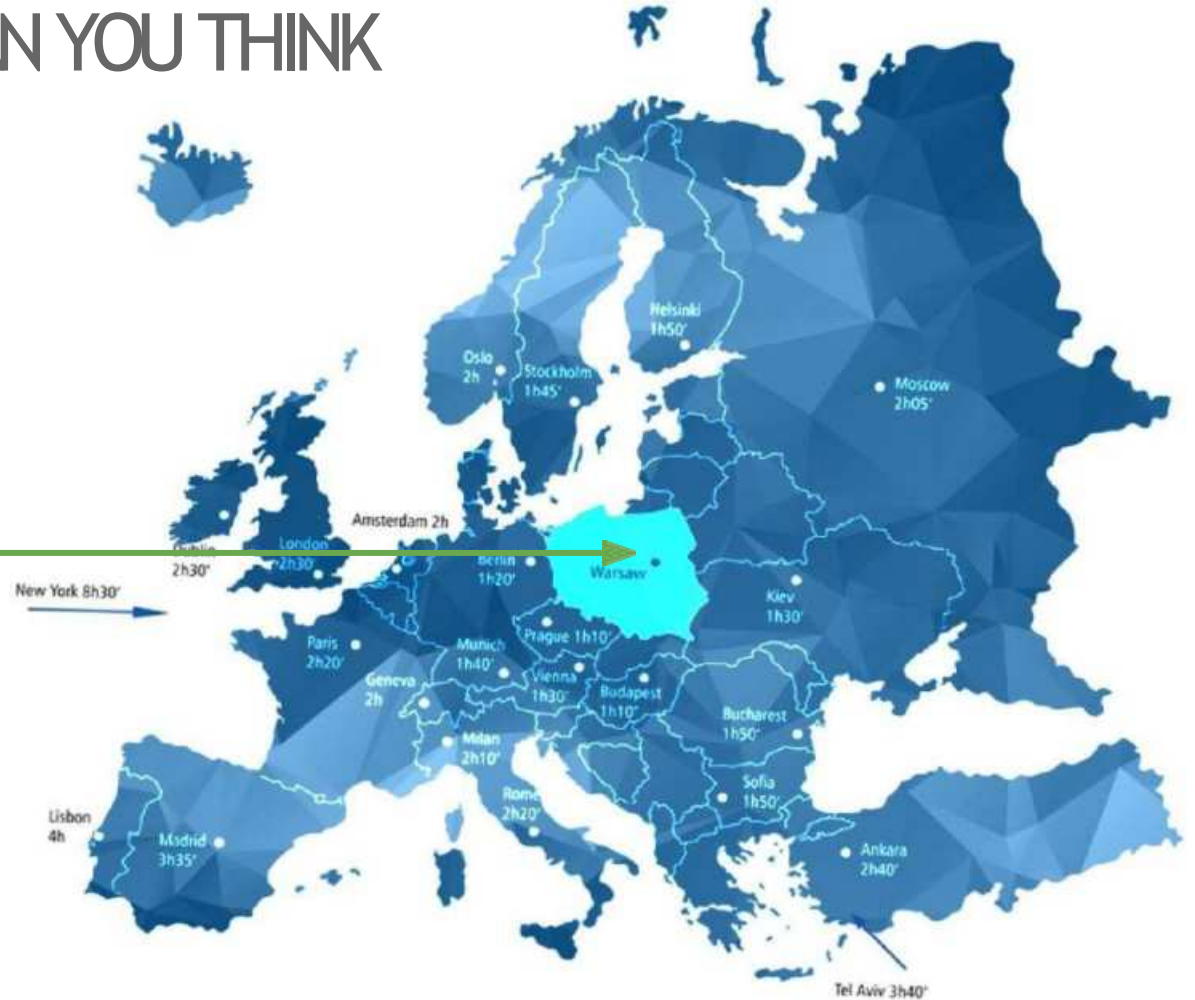 N YOU THINK
Helsinki
1h50'
Oslo
2h
Stockholm
1h45'
Moscow
2h05'
Amsterdam 2h
Dublin
2h30'
London
2h30'
Berlin
1h20'
Warsaw
New York 8h30'
Kiev
1h30'
Paris
2h20'
Munich
1h40'
Prague 1h10'
Geneva
2h
Vienna
1h30'
Budapest
1h10'
Bucharest
1h50'
Milan
2h10'
Rome
2h20'
Sofia
1h50'
Lisbon
4h
Madrid
3h35'
Ankara
2h40'
Tel Aviv 3h40'